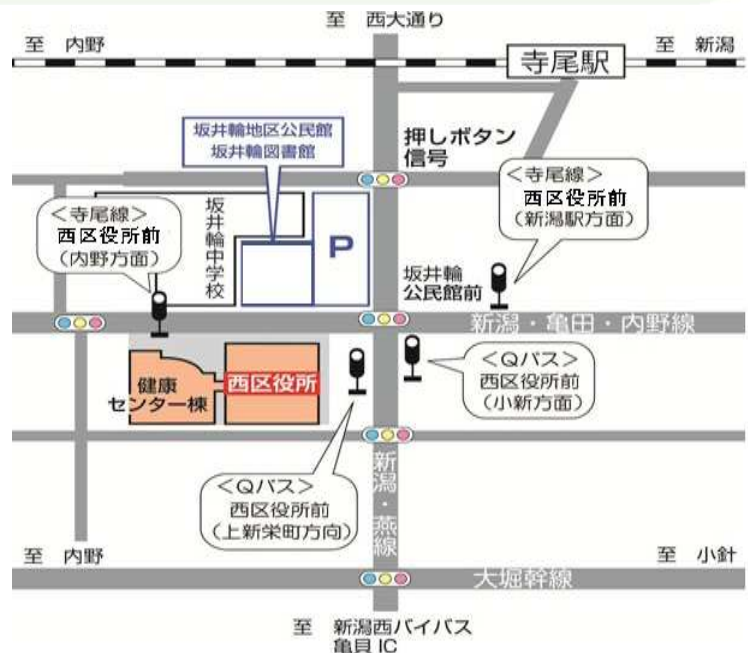 至 西大通り
至 内野
寺尾駅
至 新潟
坂井輪地区公民館
坂井輪図書館
押しボタン
信号
＜寺尾線＞
西区役所前
（新潟駅方面）
＜寺尾線＞
西区役所前
（内野方面）
坂井輪中学校
P
坂井輪
公民館前
新潟・亀田・内野線
健康
センター棟
西区役所
＜Qバス＞
西区役所前
（小新方面）
＜Qバス＞
西区役所前
（上新栄町方向）
新潟・燕線
至 内野
至 小針
大堀幹線
至 新潟西バイパス
亀貝IC